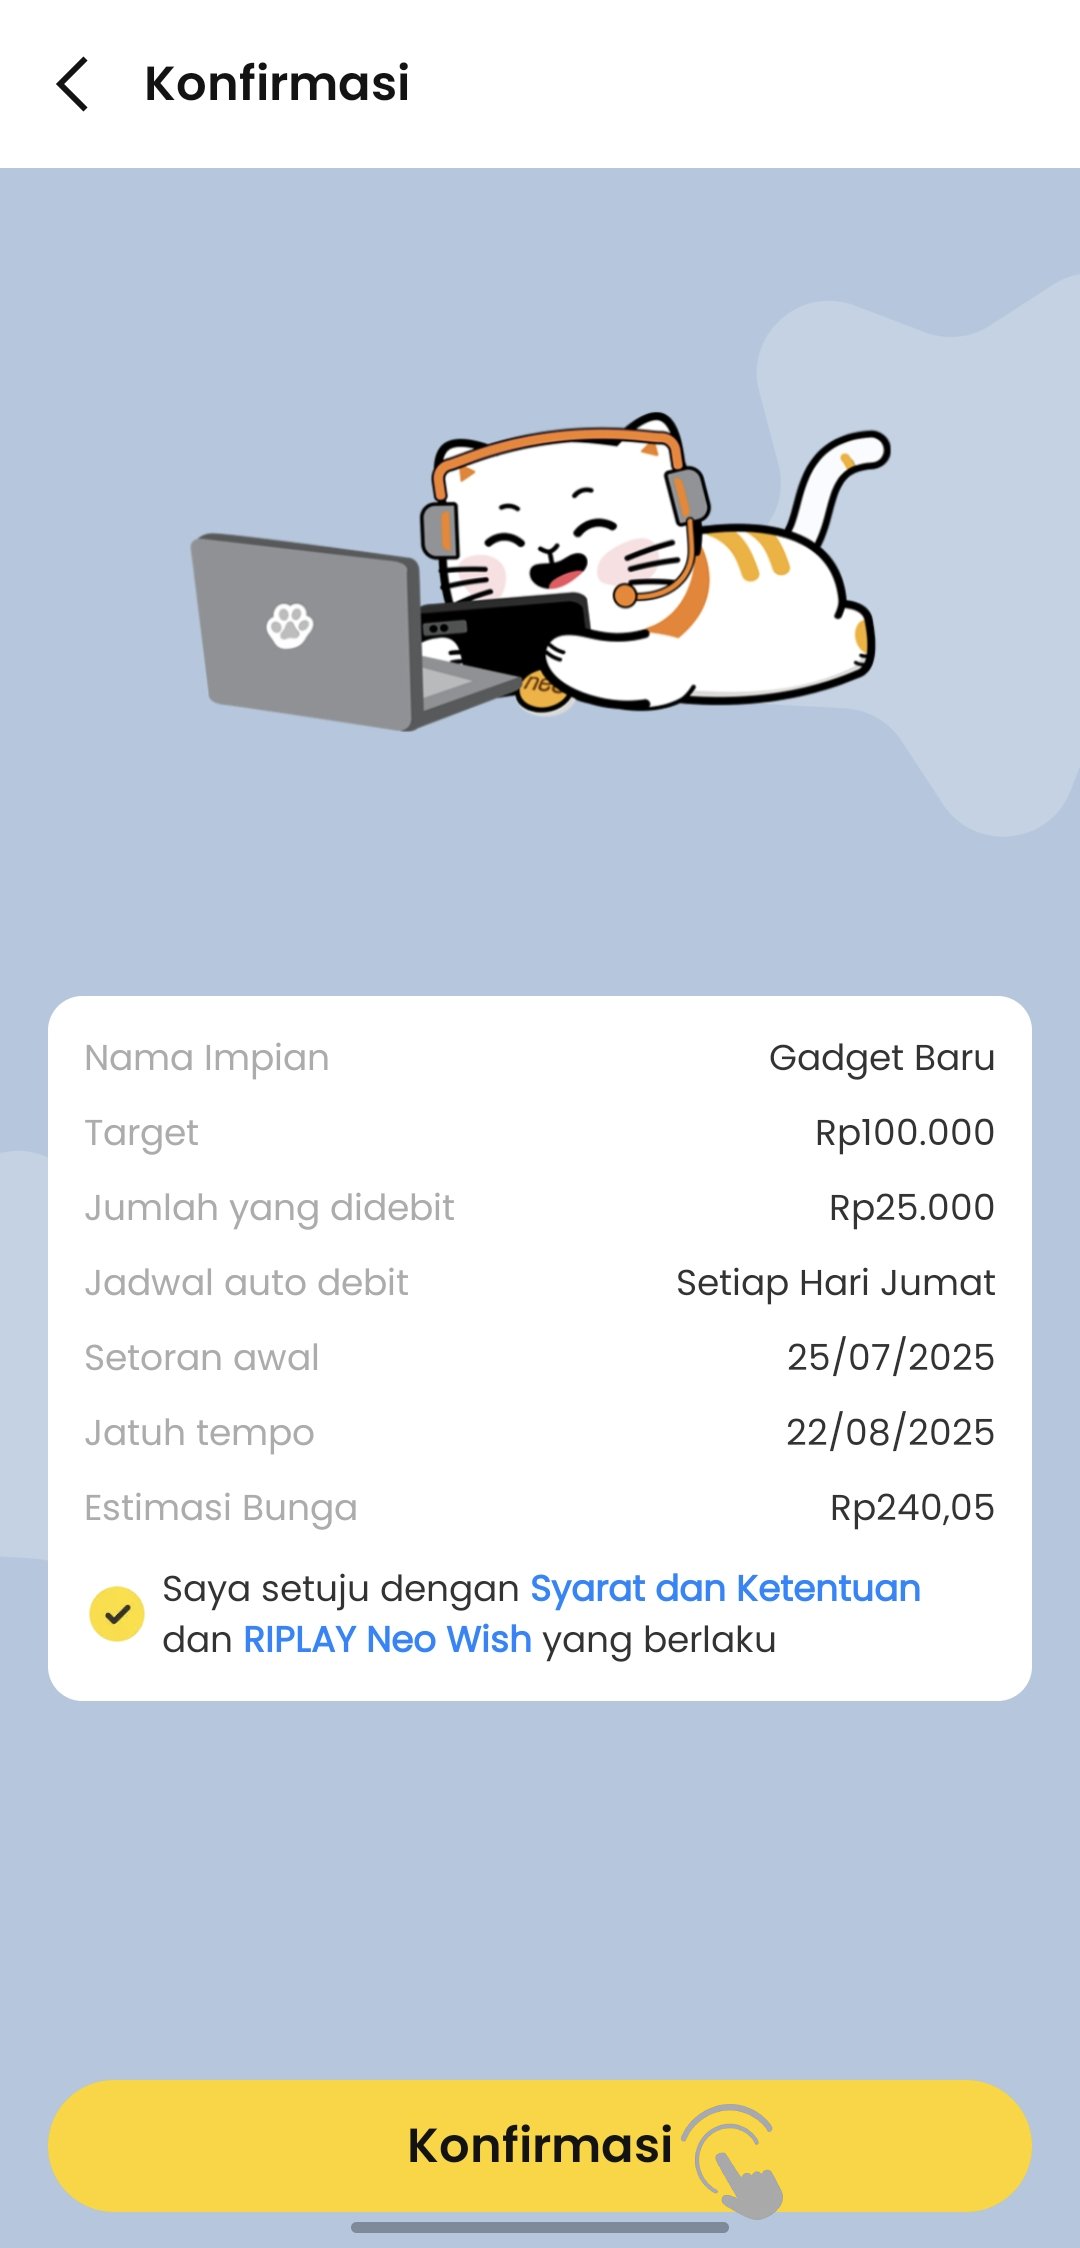 Konfirmasi
neo
Nama Impian Gadget Baru
Target Rp100.000
Jumlah yang didebit Rp25.000
Jadwal auto debit Setiap Hari Jumat
Setoran awal 25/07/2025
Jatuh tempo 22/08/2025
Estimasi Bunga Rp240,05
Saya setuju dengan Syarat dan Ketentuan
dan RIPLAY Neo Wish yang berlaku
Konfirmasi